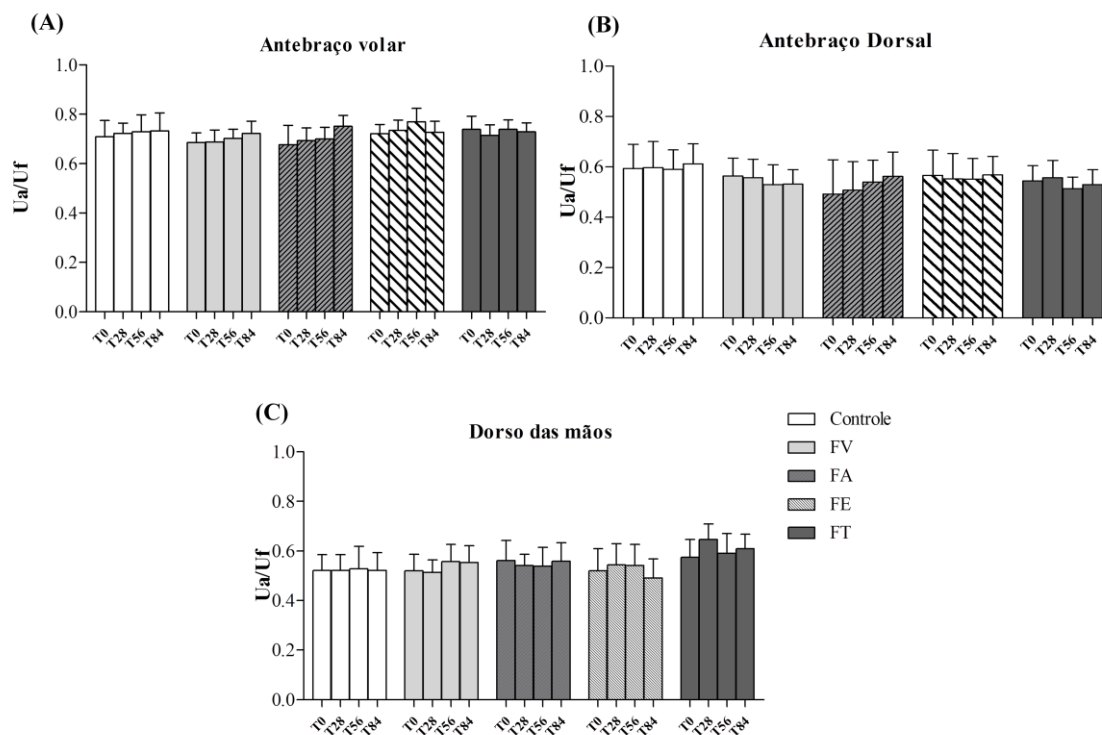 (A)
Antebraço volar
Ua/Uf
1.0
0.8
0.6
0.4
0.2
0.0
T0 T28 T56 T84 T0 T28 T56 T84 T0 T28 T56 T84 T0 T28 T56 T84 T0 T28 T56 T84
(B)
Antebraço Dorsal
Ua/Uf
1.0
0.8
0.6
0.4
0.2
0.0
T0 T28 T56 T84 T0 T28 T56 T84 T0 T28 T56 T84 T0 T28 T56 T84 T0 T28 T56 T84
(C)
Dorso das mãos
Ua/Uf
1.0
0.8
0.6
0.4
0.2
0.0
T0 T28 T56 T84 T0 T28 T56 T84 T0 T28 T56 T84 T0 T28 T56 T84 T0 T28 T56 T84
Controle
FV
FA
FE
FT